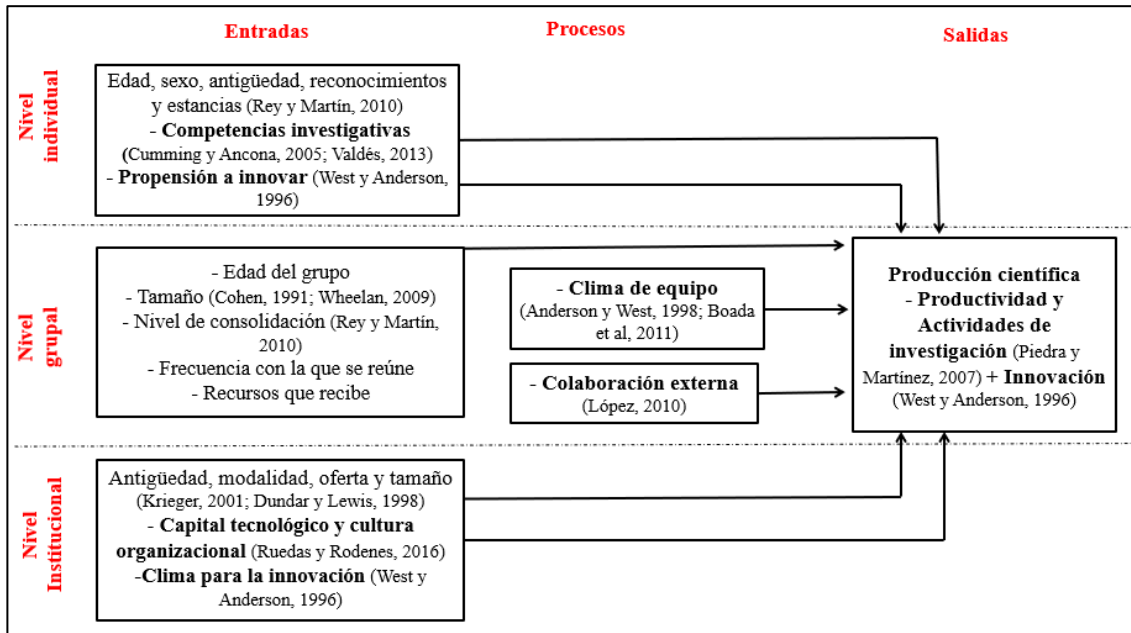 Entradas
Procesos
Salidas
Nivel
individual
Edad, sexo, antigüedad, reconocimientos
y estancias (Rey y Martín, 2010)
- Competencias investigativas
(Cumming y Ancona, 2005; Valdés, 2013)
- Propensión a innovar (West y Anderson,
1996)
Nivel
grupal
- Edad del grupo
- Tamaño (Cohen, 1991; Wheelan, 2009)
- Nivel de consolidación (Rey y Martín,
2010)
- Frecuencia con la que se reúne
- Recursos que recibe
- Clima de equipo
(Anderson y West, 1998; Boada
et al, 2011)
- Colaboración externa
(López, 2010)
Producción científica
- Productividad y
Actividades de
investigación (Piedra y
Martínez, 2007) + Innovación
(West y Anderson, 1996)
Nivel
Institucional
Antigüedad, modalidad, oferta y tamaño
(Krieger, 2001; Dundar y Lewis, 1998)
- Capital tecnológico y cultura
organizacional (Ruedas y Rodenes, 2016)
-Clima para la innovación (West y
Anderson, 1996)